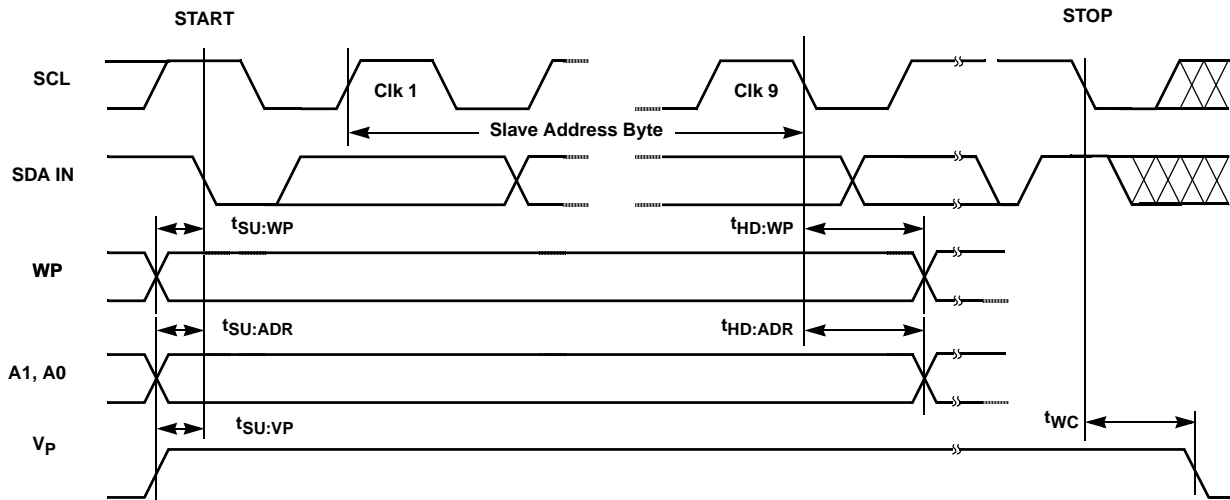 START STOP
SCL Clk 1 Clk 9
Slave Address Byte
SDA IN
tSU:WP tHD:WP
WP
tSU:ADR tHD:ADR
A1, A0
tSU:VP tWC
VP